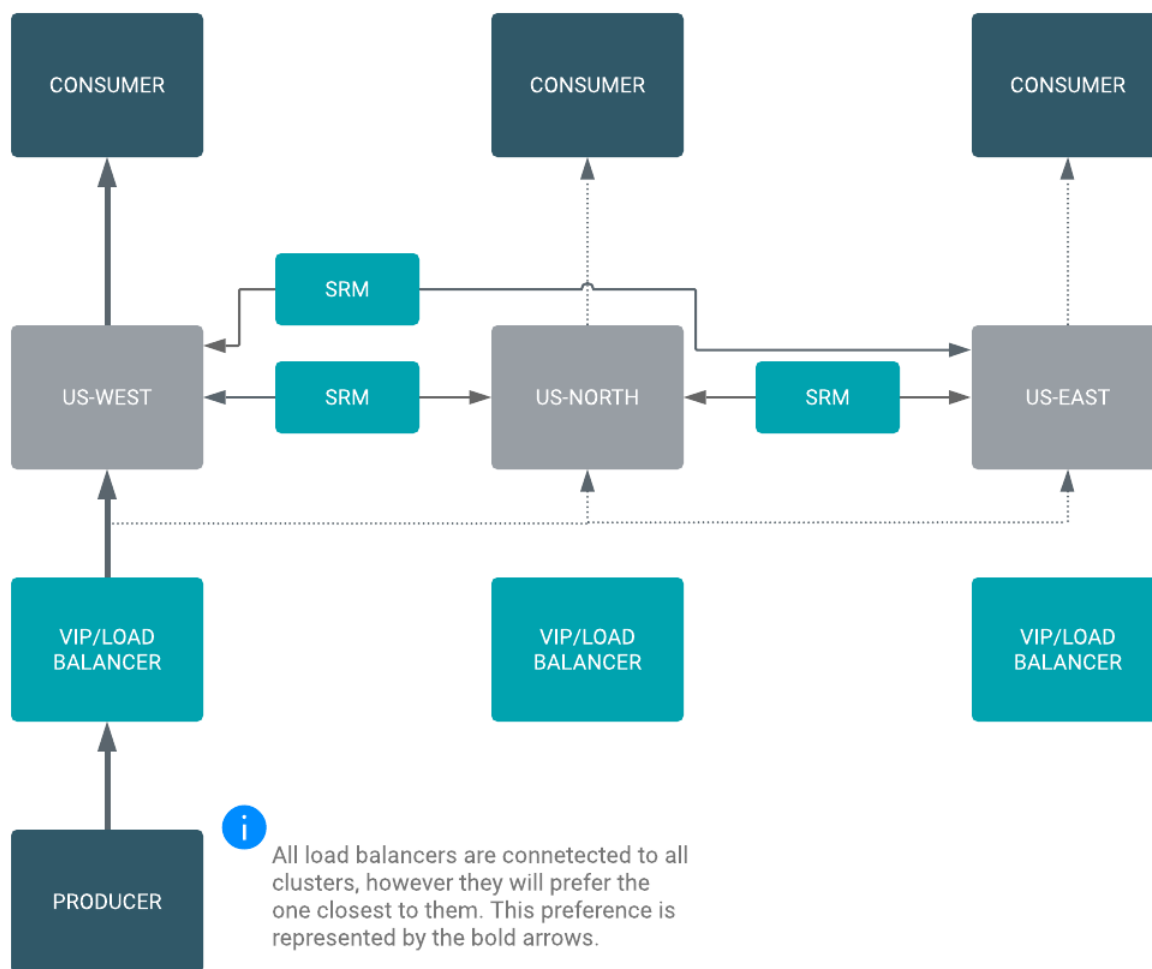 CONSUMER
CONSUMER
CONSUMER
SRM
US-WEST
SRM
US-NORTH
SRM
US-EAST
VIP/LOAD
BALANCER
VIP/LOAD
BALANCER
VIP/LOAD
BALANCER
PRODUCER
i
All load balancers are connetected to all
clusters, however they will prefer the
one closest to them. This preference is
represented by the bold arrows.